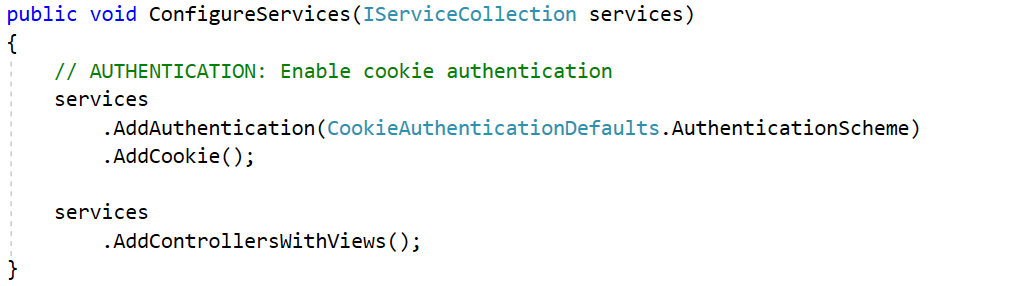 public void ConfigureServices(IServiceCollection services)
{
    // AUTHENTICATION: Enable cookie authentication
    services
        .AddAuthentication(CookieAuthenticationDefaults.AuthenticationScheme)
        .AddCookie();

    services
        .AddControllersWithViews();
}